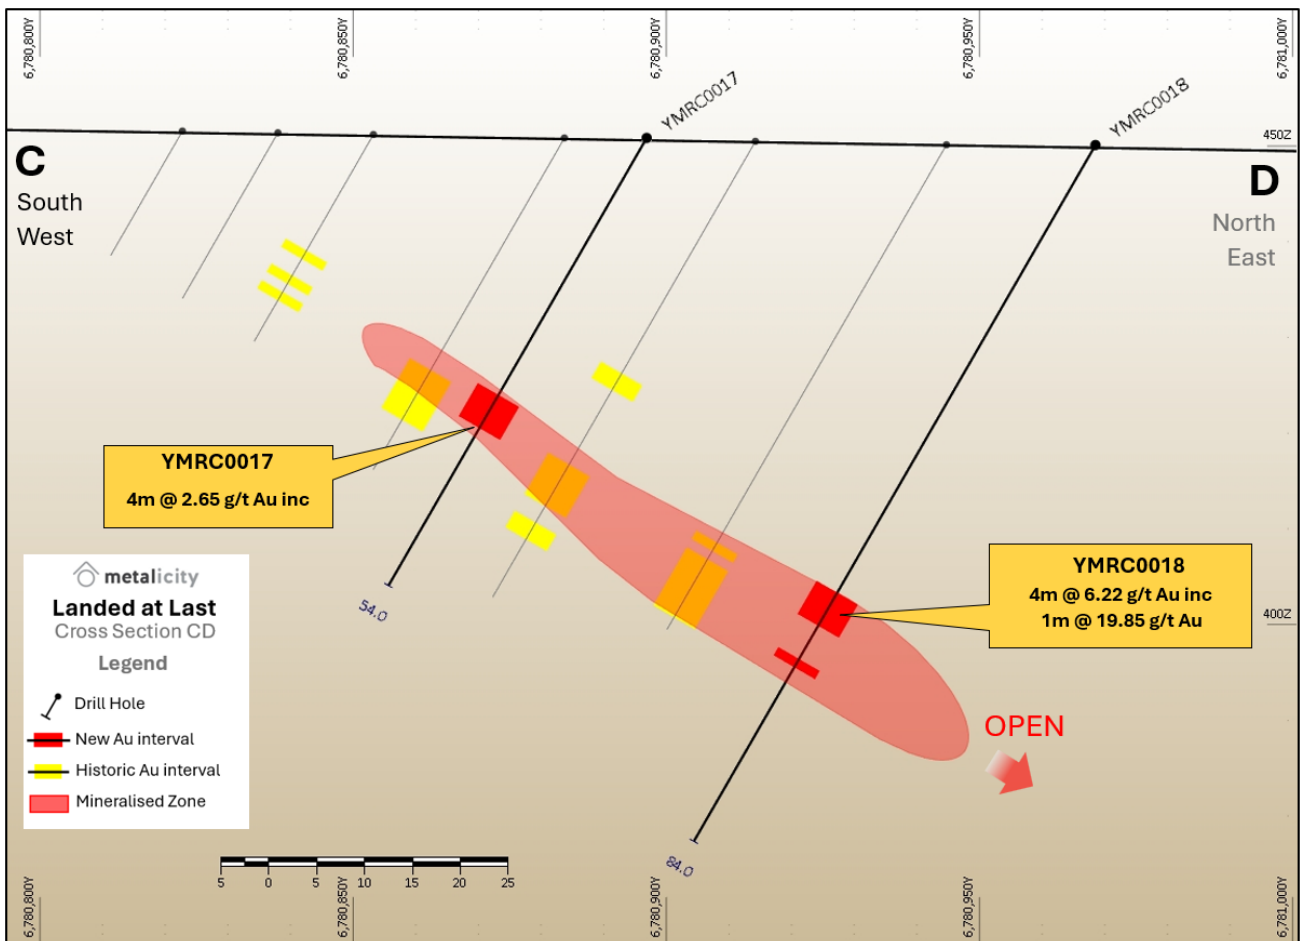 6,780,800Y
6,780,850Y
6,780,900Y
6,780,950Y
6,781,000Y
YMRC0017
YMRC0018
450Z
C
South
West
D
North
East
YMRC0017
4m @ 2.65 g/t Au inc
54.0
YMRC0018
4m @ 6.22 g/t Au inc
1m @ 19.85 g/t Au
400Z
metalicity
Landed at Last
Cross Section CD
Legend
Drill Hole
New Au interval
Historic Au interval
Mineralised Zone
OPEN
84.0
5 0 5 10 15 20 25
6,780,800Y
6,780,850Y
6,780,900Y
6,780,950Y
6,781,000Y